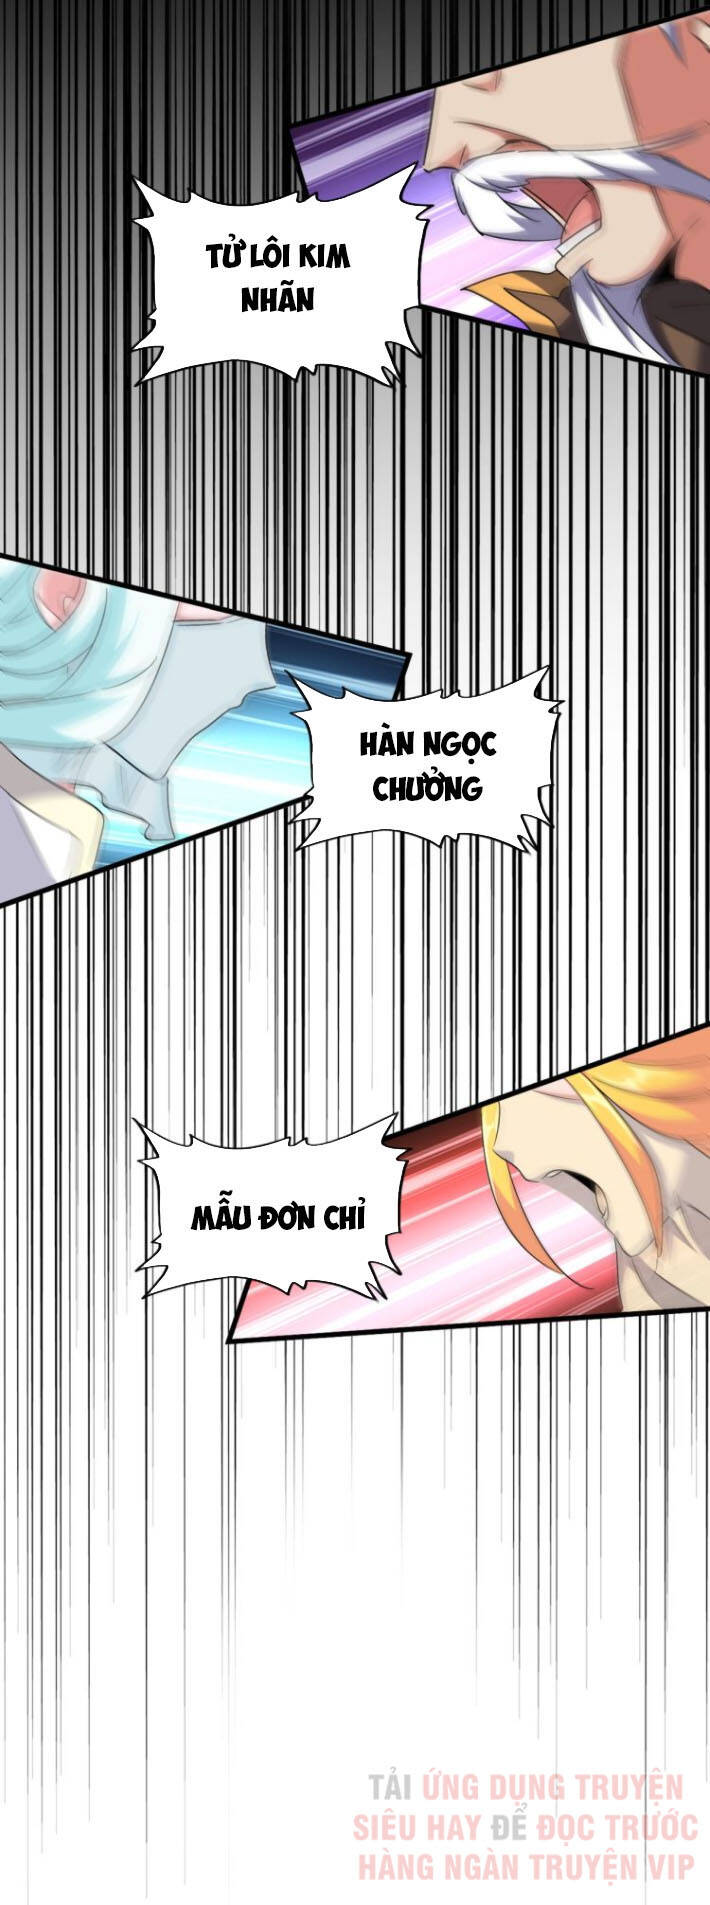 TỬ LÔI KIM
NHÃN
HÀN NGỌC
CHƯỞNG
MẪU ĐƠN CHỈ
TẢI ỨNG DỤNG TRUYỆN
SIÊU HAY ĐỂ ĐỌC TRƯỚC
HÀNG NGÀN TRUYỆN VIP